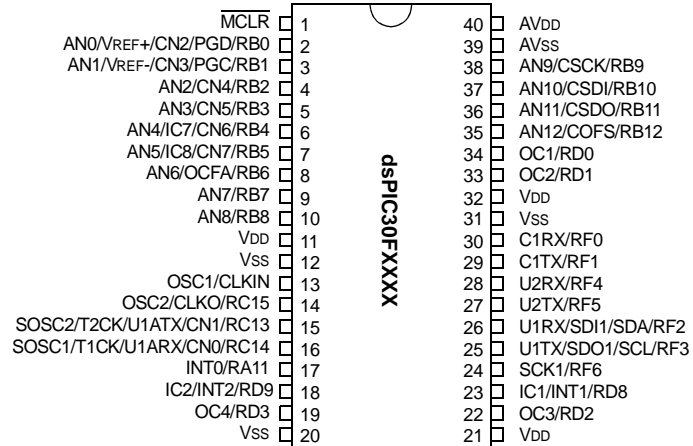 MCLR 1 40 AVDD
AN0/VREF+/CN2/PGD/RB0 2 39 AVSS
AN1/VREF-/CN3/PGC/RB1 3 38 AN9/CSCK/RB9
AN2/CN4/RB2 4 37 AN10/CSDI/RB10
AN3/CN5/RB3 5 36 AN11/CSDO/RB11
AN4/IC7/CN6/RB4 6 35 AN12/COFS/RB12
AN5/IC8/CN7/RB5 7 34 OC1/RD0
AN6/OCFA/RB6 8 33 OC2/RD1
AN7/RB7 9 32 VDD
AN8/RB8 10 31 VSS
VDD 11 30 C1RX/RF0
VSS 12 29 C1TX/RF1
OSC1/CLKIN 13 28 U2RX/RF4
OSC2/CLKO/RC15 14 27 U2TX/RF5
SOSC2/T2CK/U1ATX/CN1/RC13 15 26 U1RX/SDI1/SDA/RF2
SOSC1/T1CK/U1ARX/CN0/RC14 16 25 U1TX/SDO1/SCL/RF3
INT0/RA11 17 24 SCK1/RF6
IC2/INT2/RD9 18 23 IC1/INT1/RD8
OC4/RD3 19 22 OC3/RD2
VSS 20 21 VDD
dsPIC30FXXXX